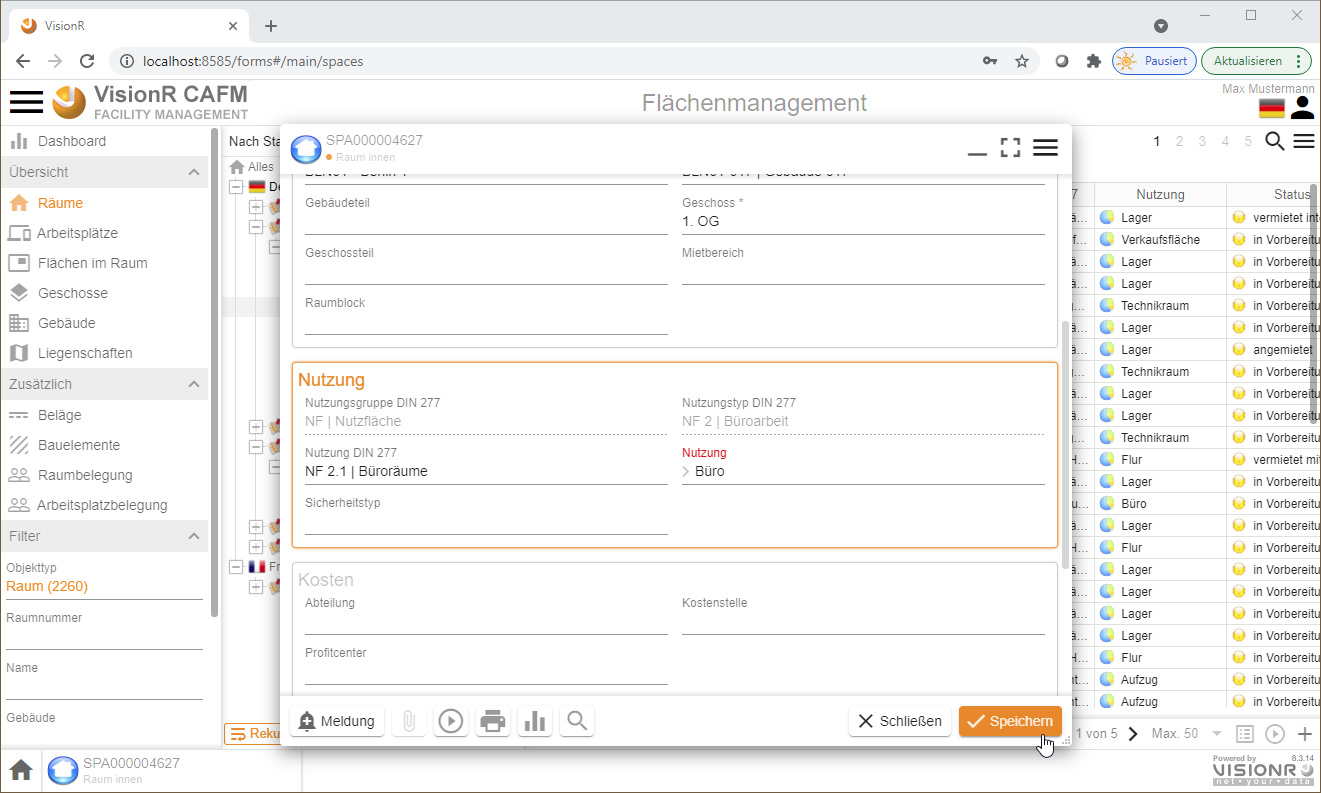 VisionR
localhost:8585/forms#/main/spaces
Pausiert
Aktualisieren
VisionR CAFM
FACILITY MANAGEMENT
Flächenmanagement
Max Mustermann
Dashboard
Übersicht
Räume
Arbeitsplätze
Flächen im Raum
Geschosse
Gebäude
Liegenschaften
Zusätzlich
Beläge
Bauelemente
Raumbelegung
Arbeitsplatzbelegung
Filter
Objekttyp
Raum (2260)
Raumnummer
Name
Gebäude
Nach Sta
Alles
De
Fr
Reku
SPA000004627
Raum innen
Gebäudeteil
Geschoss *
1. OG
Geschossteil
Mietbereich
Raumblock
Nutzung
Nutzungsgruppe DIN 277
Nutzungstyp DIN 277
NF | Nutzfläche
NF 2 | Büroarbeit
Nutzung DIN 277
Nutzung
NF 2.1 | Büroräume
Büro
Sicherheitstyp
Kosten
Abteilung
Kostenstelle
Profitcenter
Meldung
Schließen
Speichern
1 2 3 4 5
7 Nutzung Status
Lager vermietet int
Verkaufsfläche in Vorbereitu
Lager in Vorbereitu
Lager in Vorbereitu
Technikraum in Vorbereitu
Lager in Vorbereitu
Lager angemietet
Technikraum in Vorbereitu
Lager in Vorbereitu
Lager in Vorbereitu
Technikraum in Vorbereitu
Flur vermietet mit
Lager in Vorbereitu
Büro in Vorbereitu
Lager in Vorbereitu
Flur in Vorbereitu
Lager in Vorbereitu
Lager in Vorbereitu
Lager in Vorbereitu
Lager in Vorbereitu
Flur in Vorbereitu
Aufzug in Vorbereitu
Aufzug in Vorbereitu
1 von 5
Max. 50
SPA000004627
Raum innen
Powered by
8.3.14
VISIONR
net • your • data